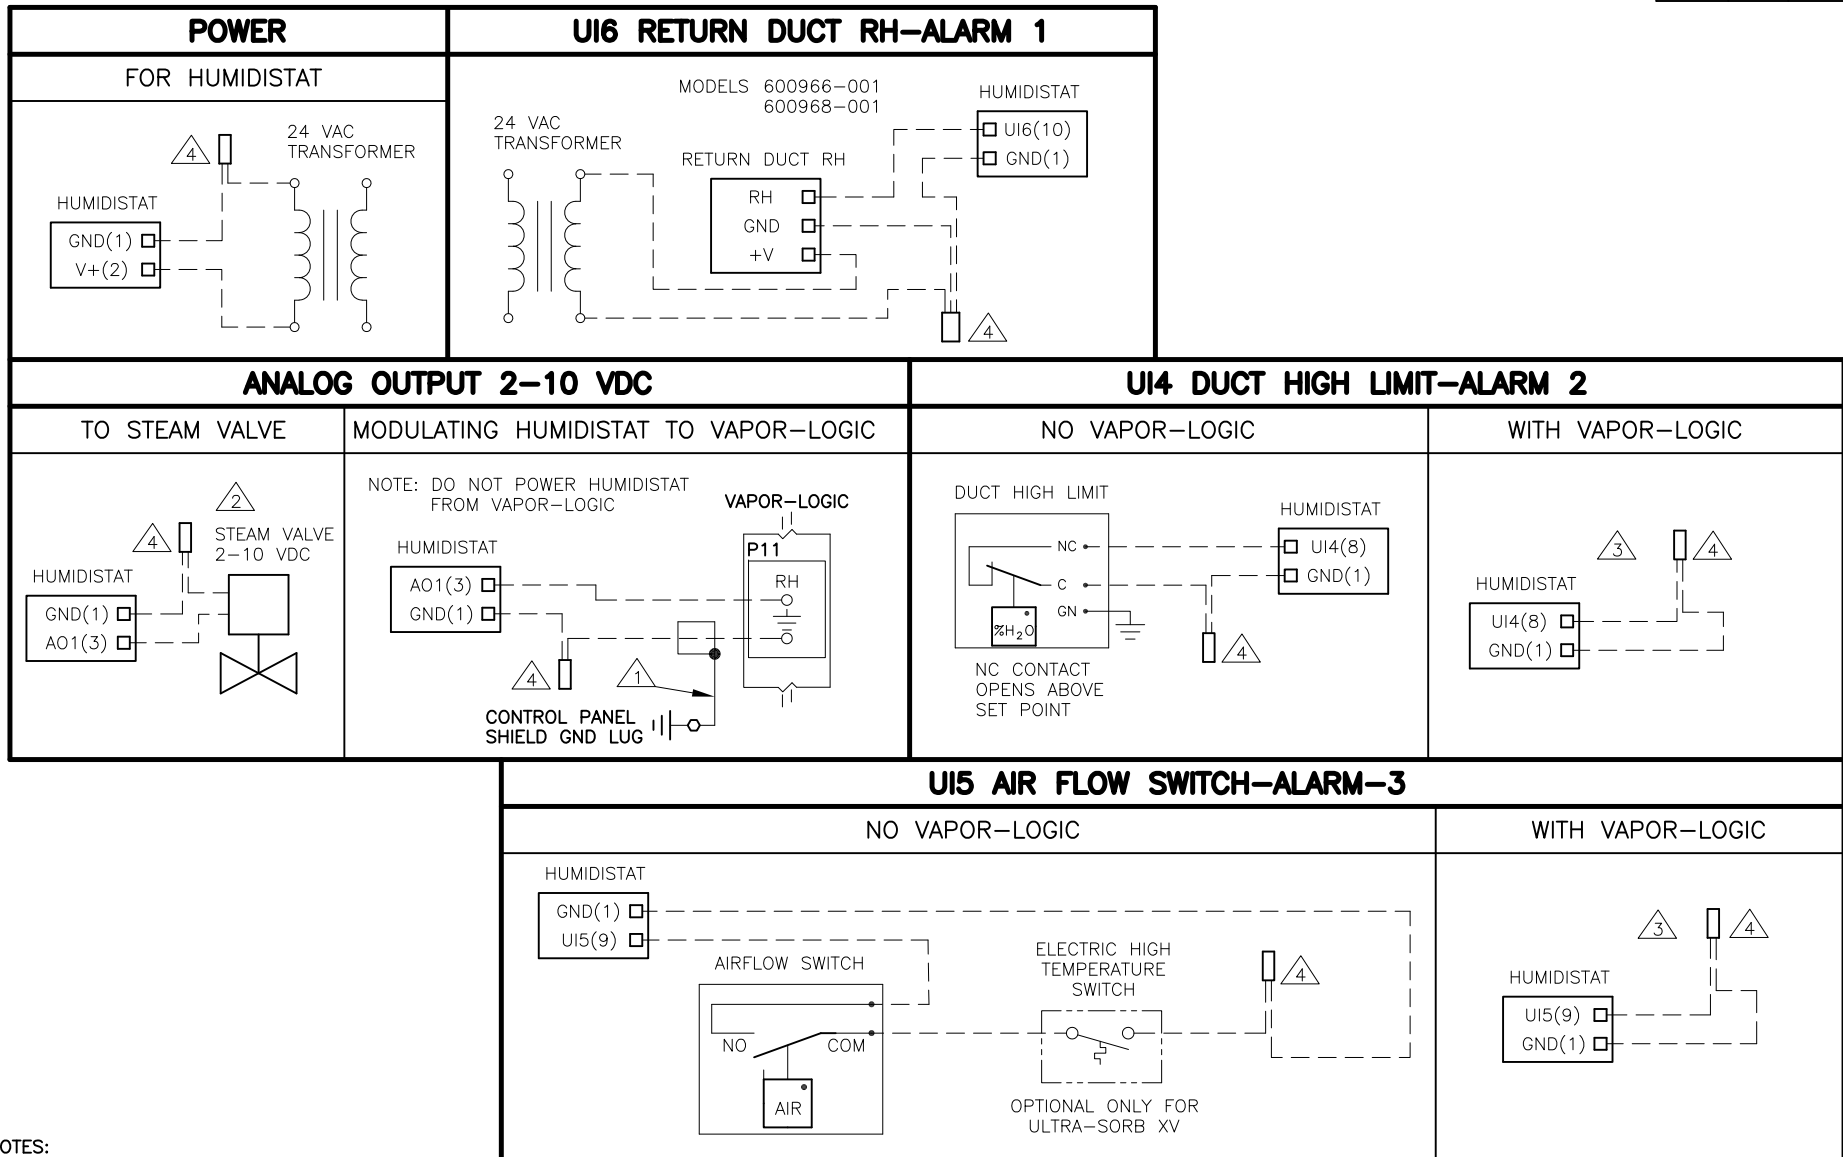 POWER
FOR HUMIDISTAT
4
24 VAC
TRANSFORMER
HUMIDISTAT
GND(1)
V+(2)
UI6 RETURN DUCT RH-ALARM 1
MODELS 600966-001
600968-001
24 VAC
TRANSFORMER
RETURN DUCT RH
RH
GND
+V
HUMIDISTAT
UI6(10)
GND(1)
4
ANALOG OUTPUT 2-10 VDC
TO STEAM VALVE
2
4
STEAM VALVE
2-10 VDC
HUMIDISTAT
GND(1)
AO1(3)
MODULATING HUMIDISTAT TO VAPOR-LOGIC
NOTE: DO NOT POWER HUMIDISTAT
FROM VAPOR-LOGIC
VAPOR-LOGIC
P11
RH
HUMIDISTAT
AO1(3)
GND(1)
4
1
CONTROL PANEL
SHIELD GND LUG
UI4 DUCT HIGH LIMIT-ALARM 2
NO VAPOR-LOGIC
DUCT HIGH LIMIT
NC
C
GN
%H2O
NC CONTACT
OPENS ABOVE
SET POINT
HUMIDISTAT
UI4(8)
GND(1)
4
WITH VAPOR-LOGIC
3
4
HUMIDISTAT
UI4(8)
GND(1)
UI5 AIR FLOW SWITCH-ALARM-3
NO VAPOR-LOGIC
HUMIDISTAT
GND(1)
UI5(9)
AIRFLOW SWITCH
NO
COM
AIR
ELECTRIC HIGH
TEMPERATURE
SWITCH
OPTIONAL ONLY FOR
ULTRA-SORB XV
4
WITH VAPOR-LOGIC
3
4
HUMIDISTAT
UI5(9)
GND(1)
OTES: